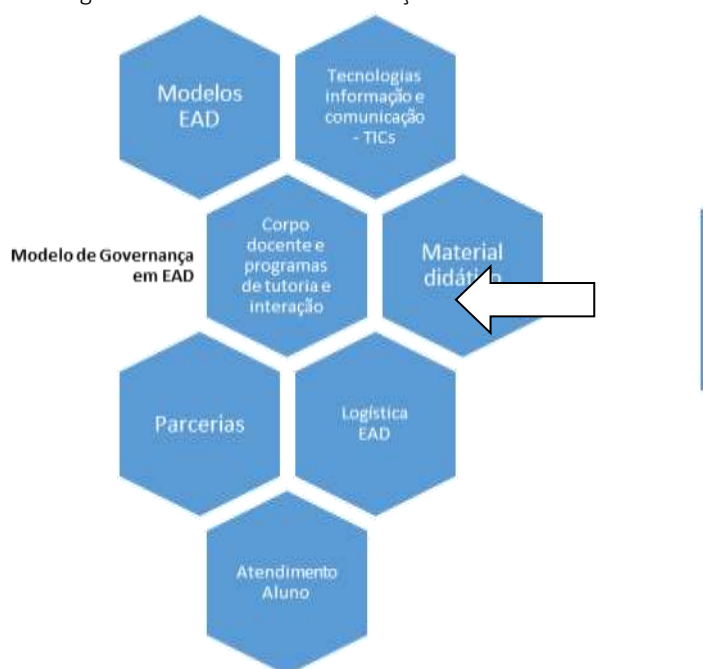 Modelos
EAD
Tecnologias
informação e
comunicação
- TICs
Modelo de Governança
em EAD
Corpo
docente e
programas
de tutoria e
interação
Material
didático
Parcerias
Logística
EAD
Atendimento
Aluno